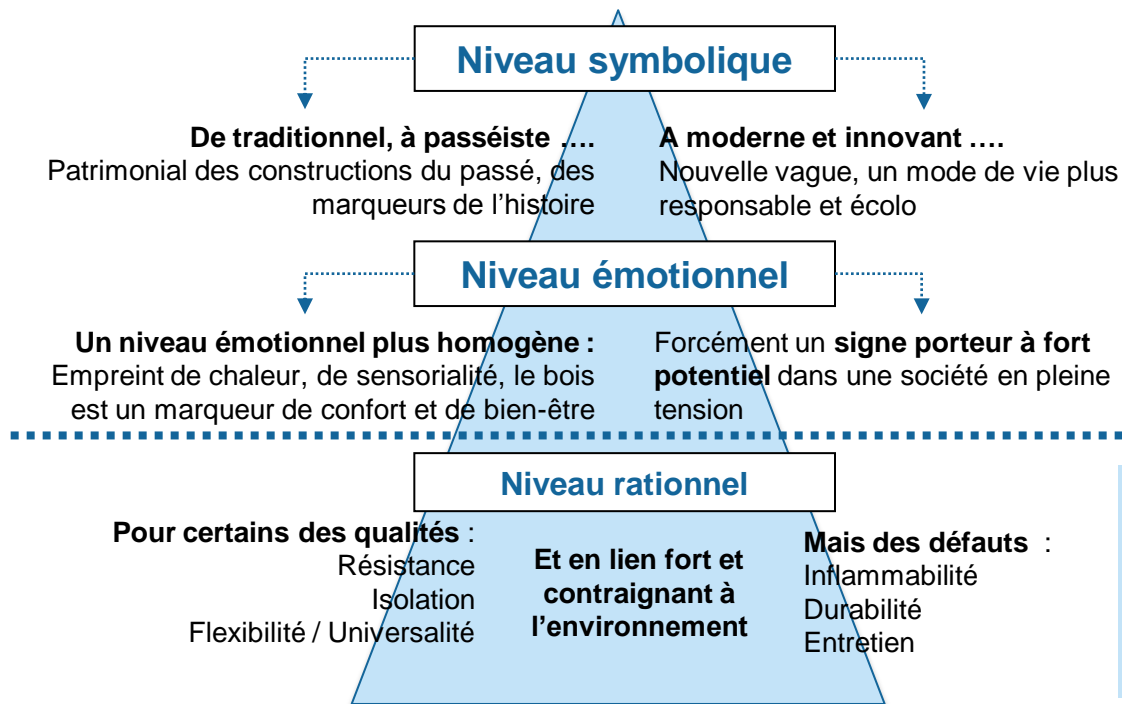 Niveau symbolique
De traditionnel, à passéiste ….
Patrimonial des constructions du passé, des
marqueurs de l'histoire
A moderne et innovant ….
Nouvelle vague, un mode de vie plus
responsable et écolo
Niveau émotionnel
Un niveau émotionnel plus homogène :
Empreint de chaleur, de sensorialité, le bois
est un marqueur de confort et de bien-être
Forcément un signe porteur à fort
potentiel dans une société en pleine
tension
Niveau rationnel
Pour certains des qualités :
Résistance
Isolation
Flexibilité / Universalité
Et en lien fort et
contraignant à
l'environnement
Mais des défauts :
Inflammabilité
Durabilité
Entretien